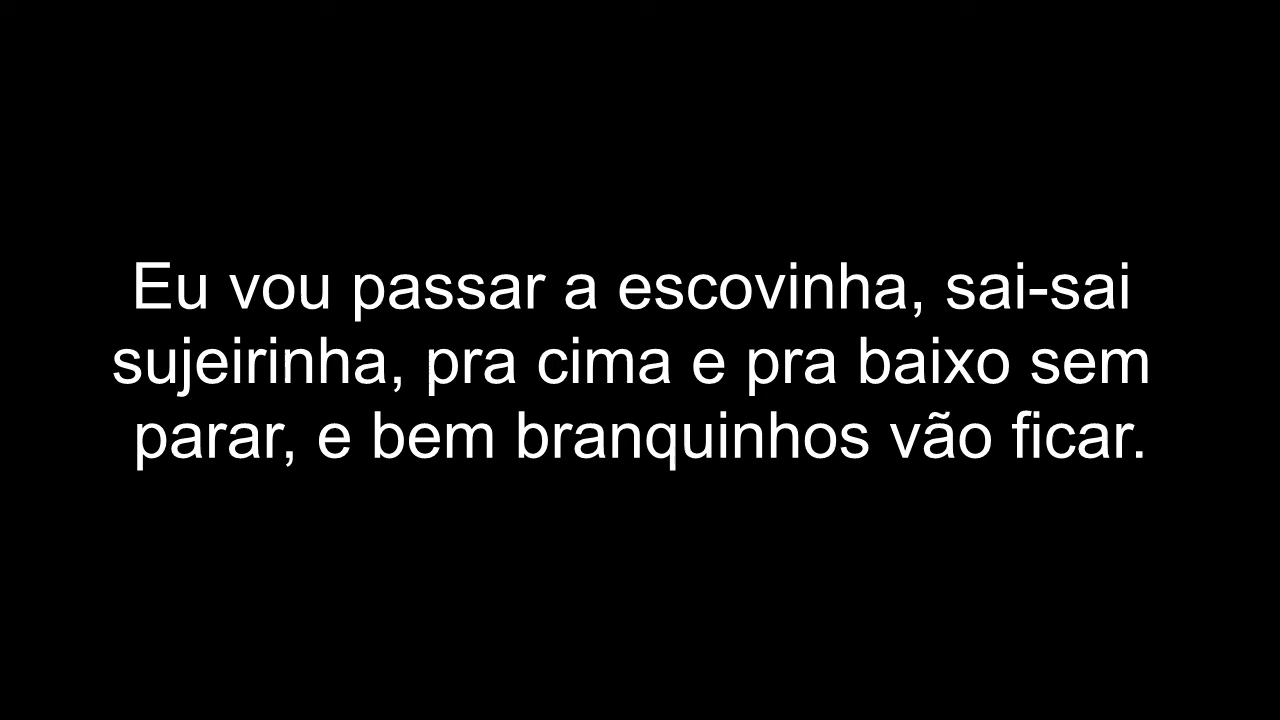 Eu vou passar a escovinha, sai-sai
sujeirinha, pra cima e pra baixo sem
parar, e bem branquinhos vão ficar.